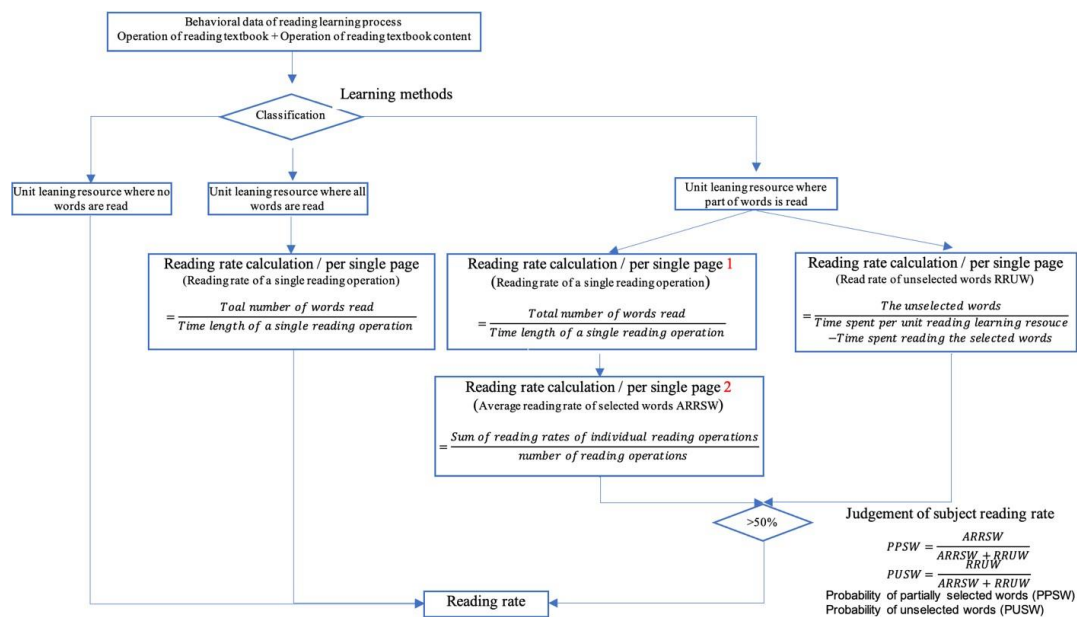 Behavioral data of reading learning process
Operation of reading textbook + Operation of reading textbook content
Learning methods
Classification
Unit leaning resource where no
words are read
Unit leaning resource where all
words are read
Unit leaning resource where
part of words is read
Reading rate calculation / per single page
(Reading rate of a single reading operation)
= Toal number of words read / Time length of a single reading operation
Reading rate calculation / per single page 1
(Reading rate of a single reading operation)
= Total number of words read / Time length of a single reading operation
Reading rate calculation / per single page
(Read rate of unselected words RRUW)
= The unselected words / Time spent per unit reading learning resouce
−Time spent reading the selected words
Reading rate calculation / per single page 2
(Average reading rate of selected words ARRSW)
= Sum of reading rates of individual reading operations / number of reading operations
>50%
Judgement of subject reading rate
PPSW = ARRSW / ARRSW + RRUW
PUSW = RRUW / ARRSW + RRUW
Probability of partially selected words (PPSW)
Probability of unselected words (PUSW)
Reading rate